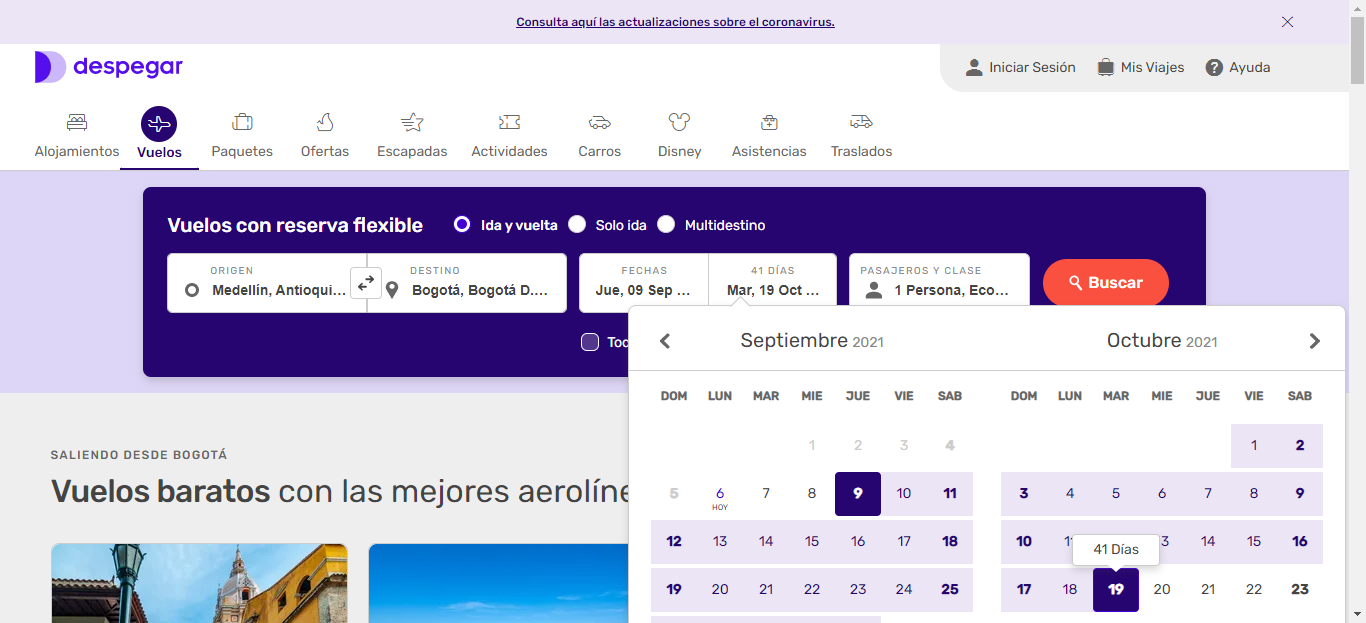 Consulta aquí las actualizaciones sobre el coronavirus.
despegar
Iniciar Sesión
Mis Viajes
Ayuda
Alojamientos
Vuelos
Paquetes
Ofertas
Escapadas
Actividades
Carros
Disney
Asistencias
Traslados
Vuelos con reserva flexible
Ida y vuelta
Solo ida
Multidestino
ORIGEN
Medellín, Antioqui...
DESTINO
Bogotá, Bogotá D....
FECHAS
Jue, 09 Sep ...
41 DÍAS
Mar, 19 Oct ...
PASAJEROS Y CLASE
1 Persona, Eco...
Buscar
Tod
Septiembre 2021
DOM LUN MAR MIE JUE VIE SAB
1 2 3 4
5 6 7 8 9 10 11
HOY
12 13 14 15 16 17 18
19 20 21 22 23 24 25
Octubre 2021
DOM LUN MAR MIE JUE VIE SAB
1 2
3 4 5 6 7 8 9
10 14 15 16
41 Días
17 18 19 20 21 22 23
SALIENDO DESDE BOGOTÁ
Vuelos baratos con las mejores aerolíne